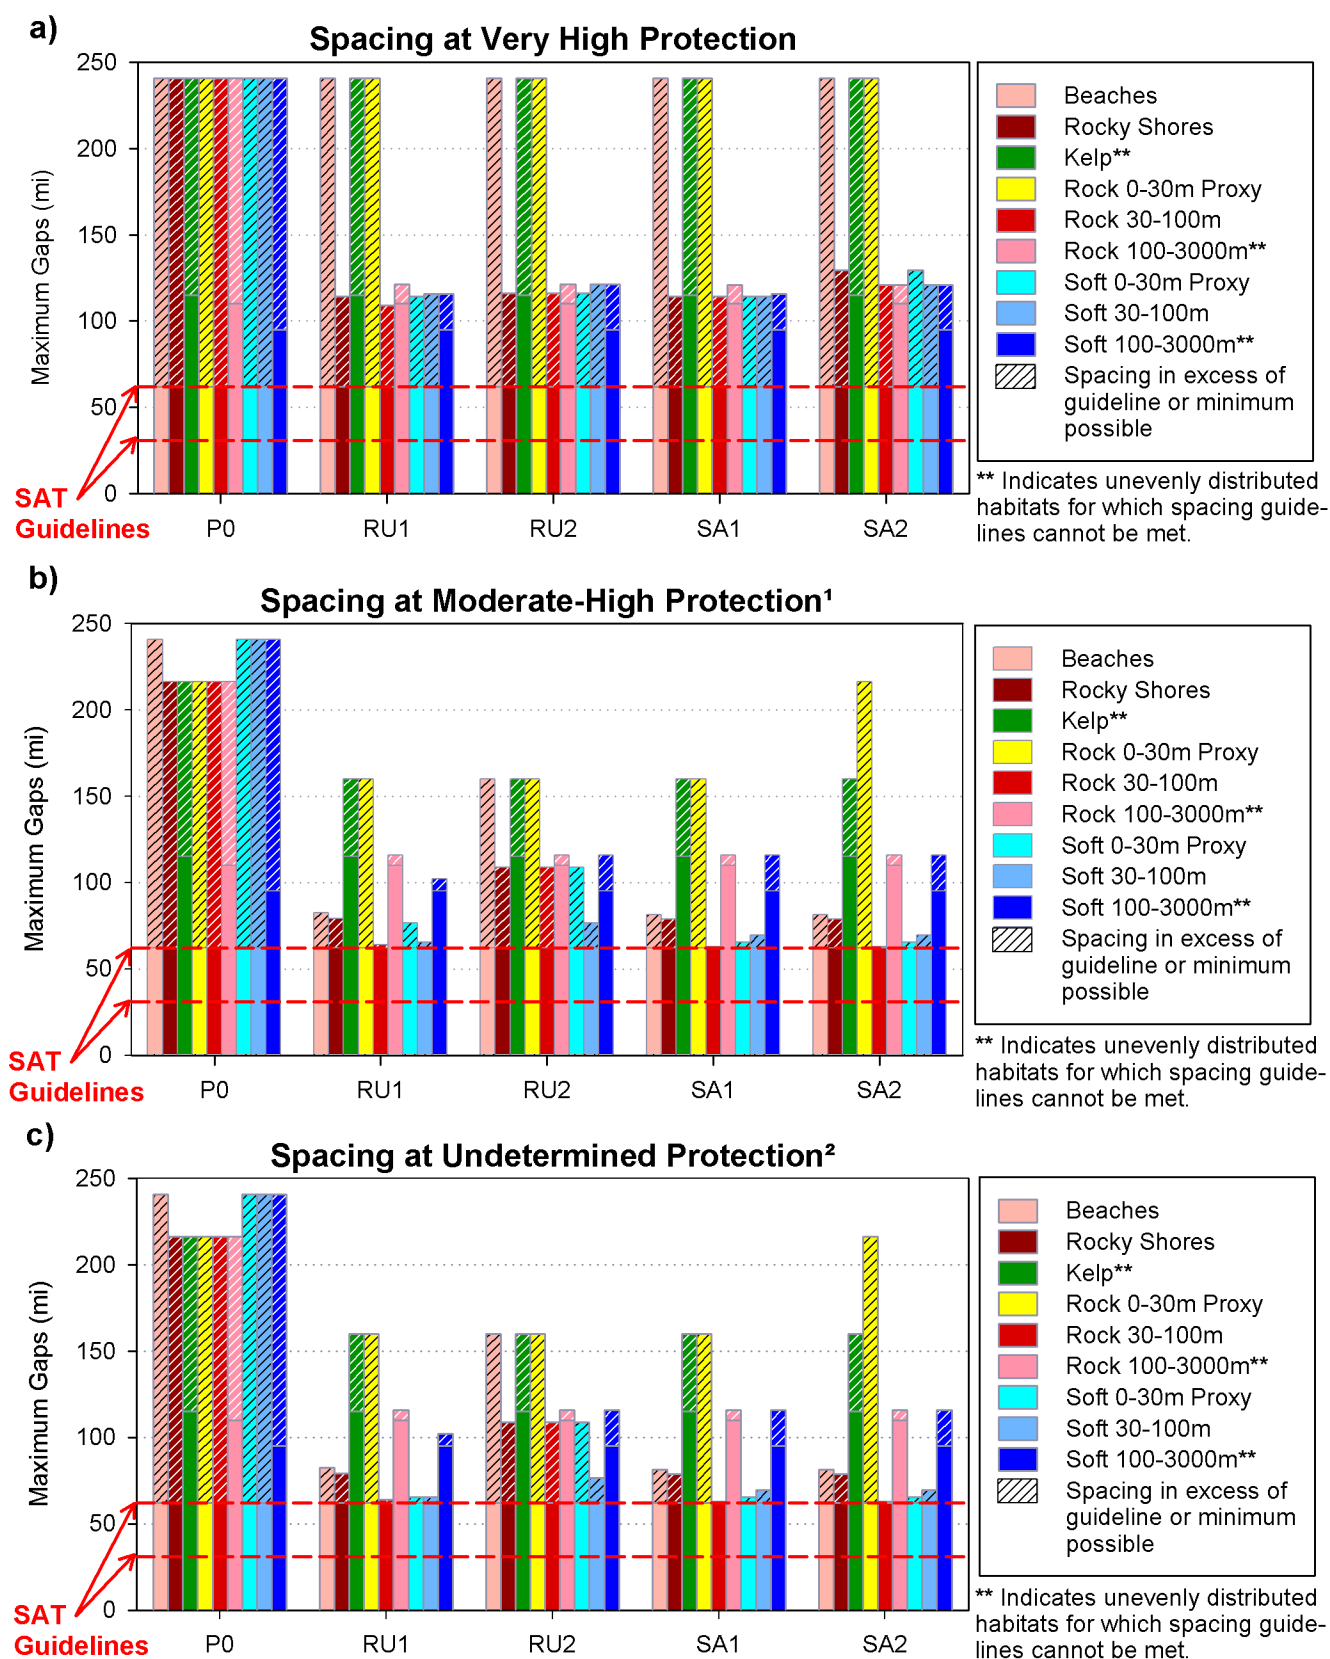 a)
Spacing at Very High Protection
250
200
150
100
50
0
Maximum Gaps (mi)
SAT
Guidelines
P0
RU1
RU2
SA1
SA2
Beaches
Rocky Shores
Kelp**
Rock 0-30m Proxy
Rock 30-100m
Rock 100-3000m**
Soft 0-30m Proxy
Soft 30-100m
Soft 100-3000m**
Spacing in excess of
guideline or minimum
possible
** Indicates unevenly distributed
habitats for which spacing guide-
lines cannot be met.
b)
Spacing at Moderate-High Protection¹
250
200
150
100
50
0
Maximum Gaps (mi)
SAT
Guidelines
P0
RU1
RU2
SA1
SA2
Beaches
Rocky Shores
Kelp**
Rock 0-30m Proxy
Rock 30-100m
Rock 100-3000m**
Soft 0-30m Proxy
Soft 30-100m
Soft 100-3000m**
Spacing in excess of
guideline or minimum
possible
** Indicates unevenly distributed
habitats for which spacing guide-
lines cannot be met.
c)
Spacing at Undetermined Protection²
250
200
150
100
50
0
Maximum Gaps (mi)
SAT
Guidelines
P0
RU1
RU2
SA1
SA2
Beaches
Rocky Shores
Kelp**
Rock 0-30m Proxy
Rock 30-100m
Rock 100-3000m**
Soft 0-30m Proxy
Soft 30-100m
Soft 100-3000m**
Spacing in excess of
guideline or minimum
possible
** Indicates unevenly distributed
habitats for which spacing guide-
lines cannot be met.